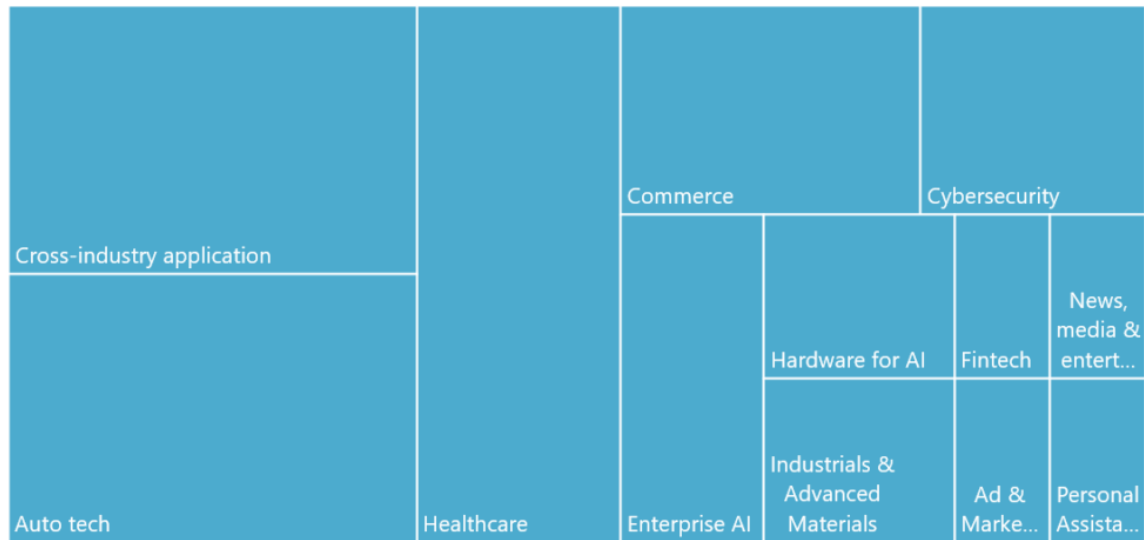 Commerce
Cybersecurity
Cross-industry application
News,
media &
entert...
Hardware for AI
Fintech
Industrials &
Advanced
Materials
Ad &
Marke...
Personal
Assista...
Auto tech
Healthcare
Enterprise AI